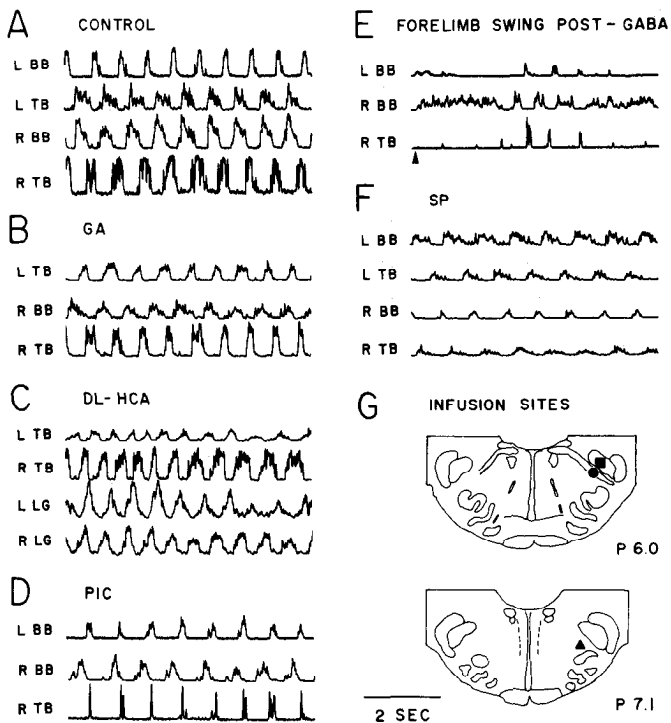 A CONTROL
L BB
L TB
R BB
R TB
B GA
L TB
R BB
R TB
C DL-HCA
L TB
R TB
L LG
R LG
D PIC
L BB
R BB
R TB
E FORELIMB SWING POST-GABA
L BB
R BB
R TB
F SP
L BB
L TB
R BB
R TB
G INFUSION SITES
P 6.0
P 7.1
2 SEC